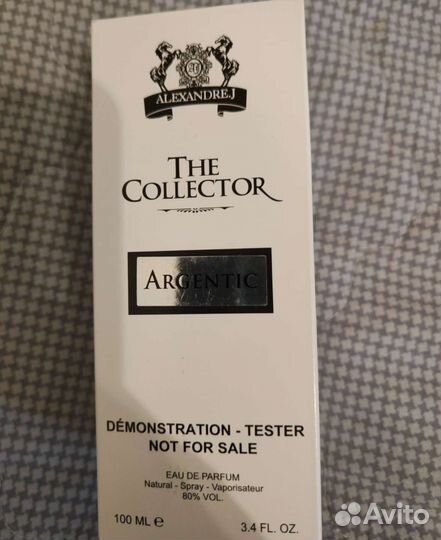 ALEXANDRE.J
THE
COLLECTOR
ARGENTIC
DÉMONSTRATION - TESTER
NOT FOR SALE
EAU DE PARFUM
Natural - Spray - Vaporisateur
80% VOL.
100 ML ℮ 3.4 FL. OZ.
Avito